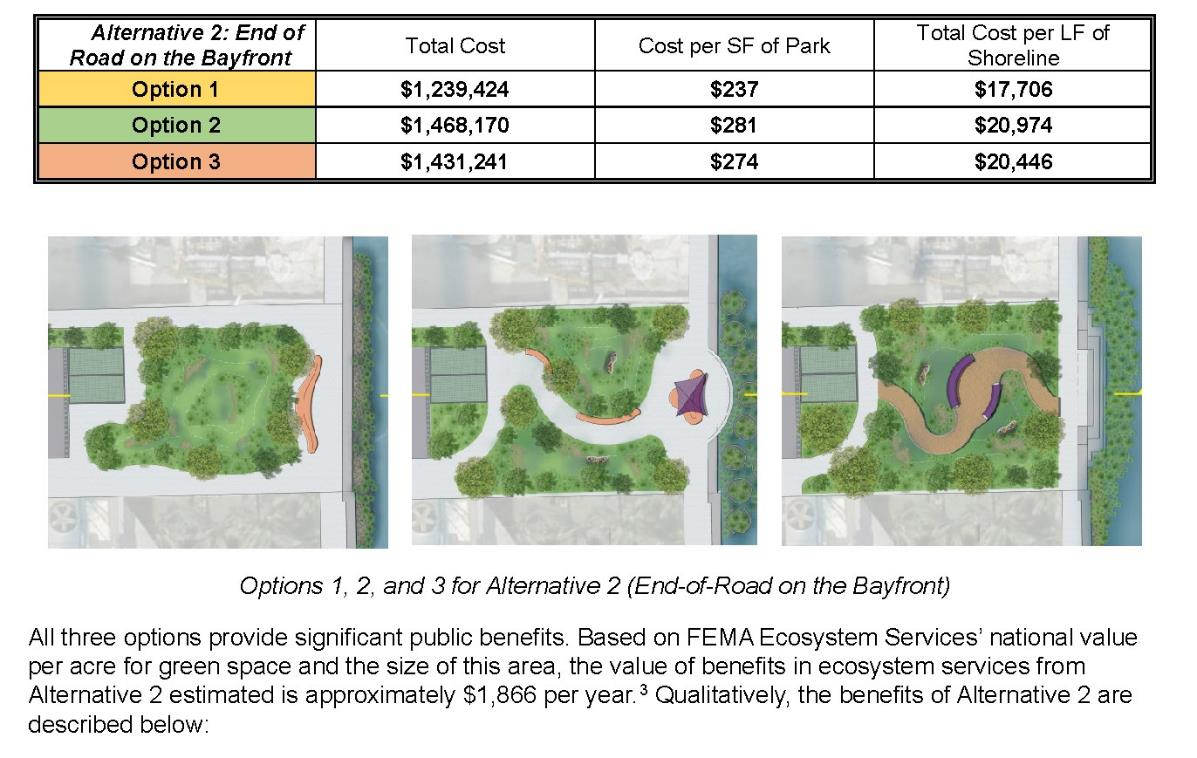 Alternative 2: End of
Road on the Bayfront
Total Cost
Cost per SF of Park
Total Cost per LF of
Shoreline
Option 1
$1,239,424
$237
$17,706
Option 2
$1,468,170
$281
$20,974
Option 3
$1,431,241
$274
$20,446
Options 1, 2, and 3 for Alternative 2 (End-of-Road on the Bayfront)
All three options provide significant public benefits. Based on FEMA Ecosystem Services’ national value
per acre for green space and the size of this area, the value of benefits in ecosystem services from
Alternative 2 estimated is approximately $1,866 per year.³ Qualitatively, the benefits of Alternative 2 are
described below: